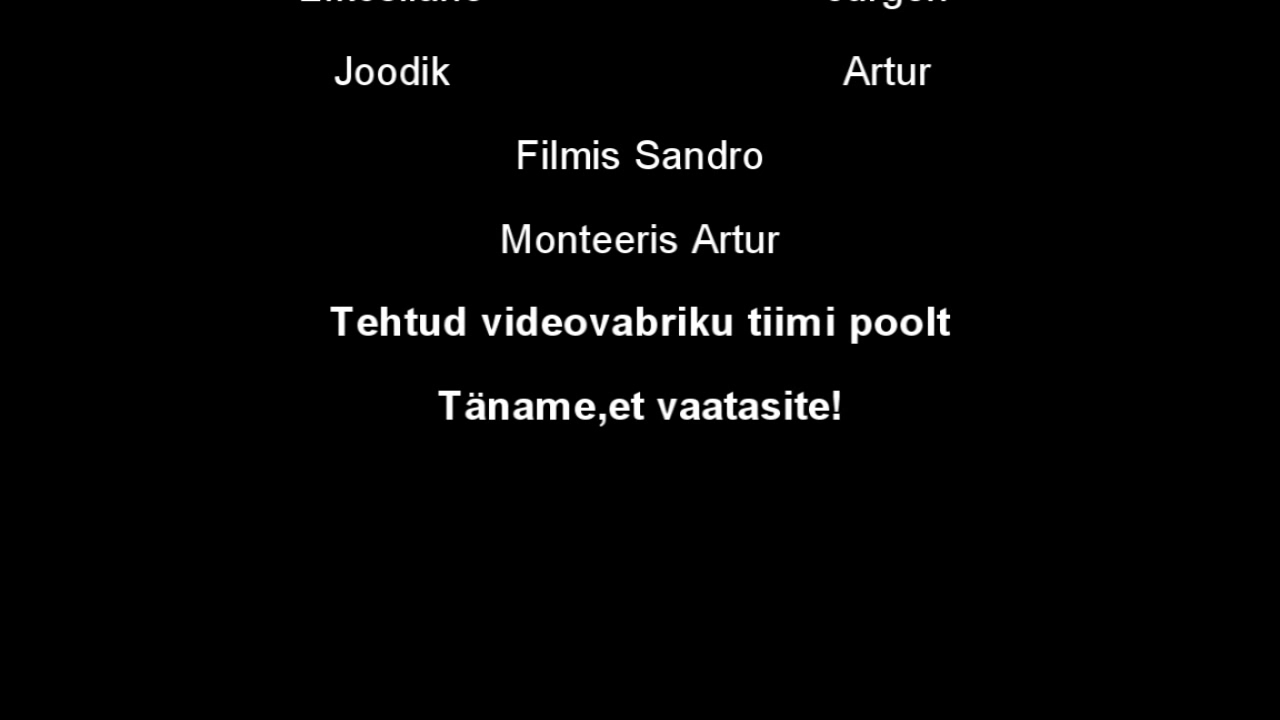 Joodik Artur
Filmis Sandro
Monteeris Artur
Tehtud videovabriku tiimi poolt
Täname,et vaatasite!